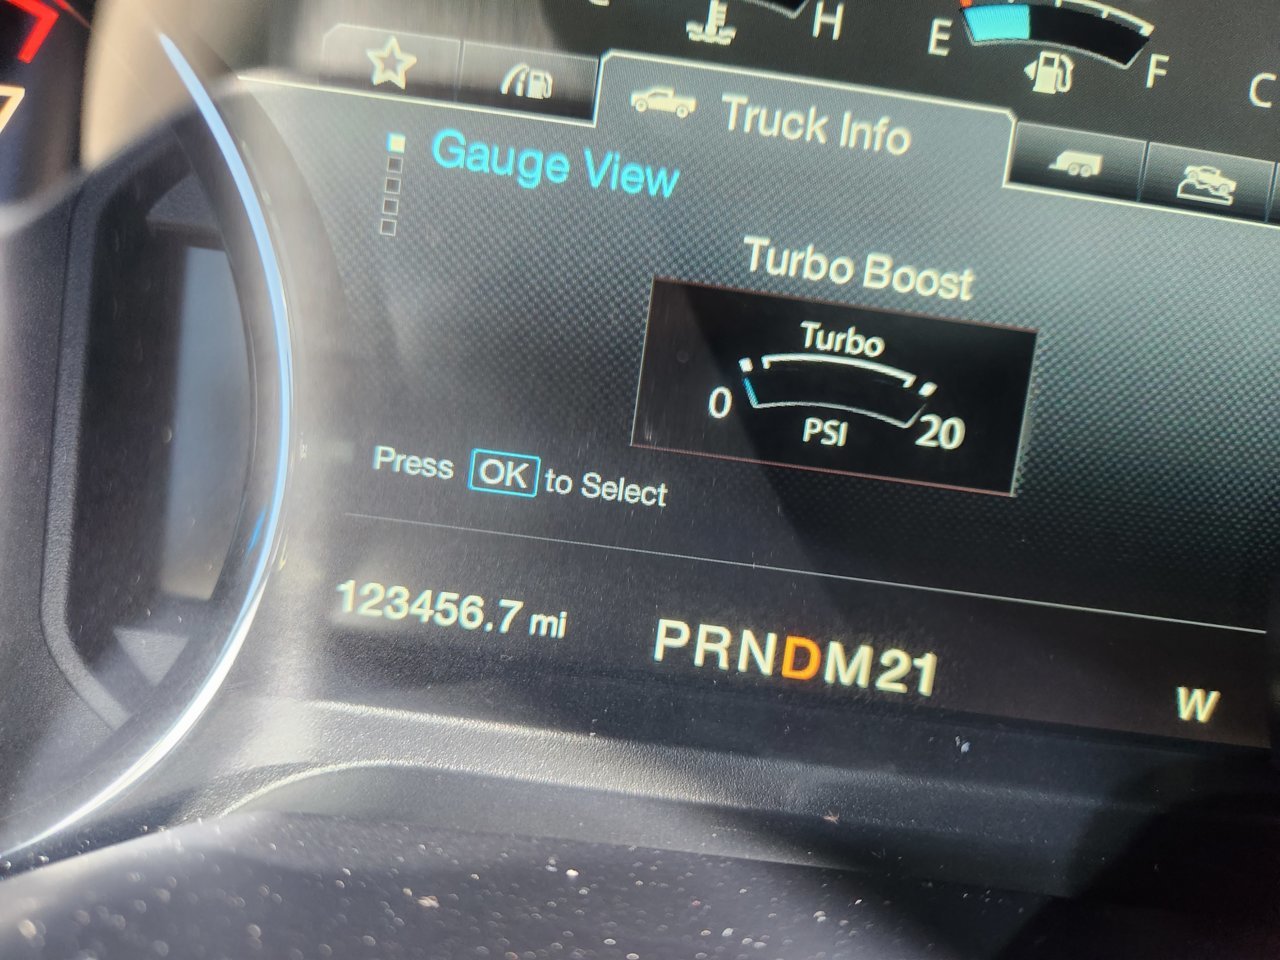 H
E
F
C
Truck Info
Gauge View
Turbo Boost
Turbo
0
20
PSI
Press OK to Select
123456.7 mi
PRNDM21
W